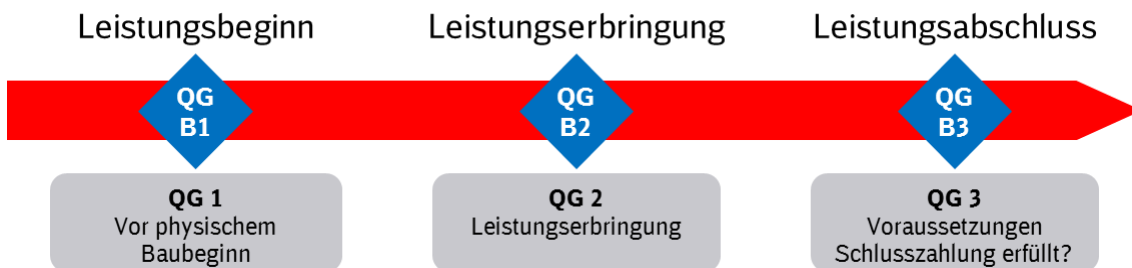 Leistungsbeginn
Leistungserbringung
Leistungsabschluss
QG
B1
QG
B2
QG
B3
QG 1
Vor physischem
Baubeginn
QG 2
Leistungserbringung
QG 3
Voraussetzungen
Schlusszahlung erfüllt?